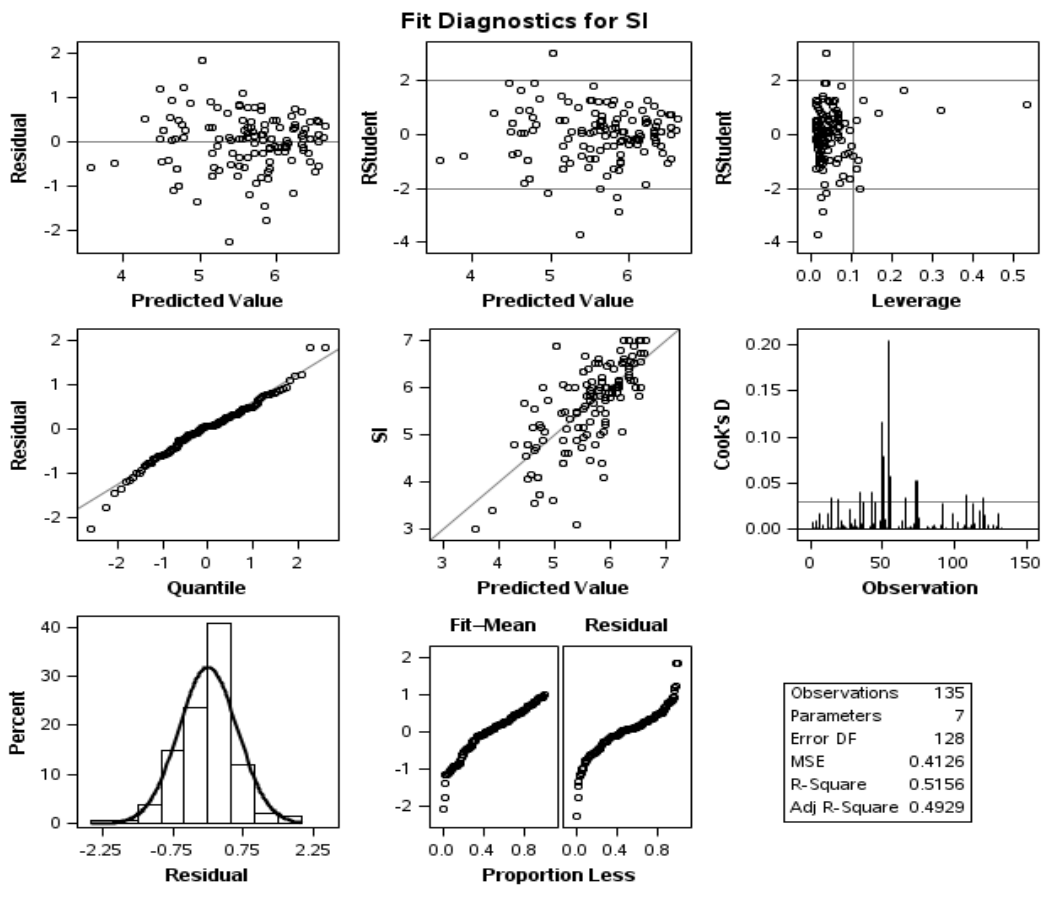 Fit Diagnostics for SI
Residual
2
1
0
-1
-2
4 5 6
Predicted Value
RStudent
2
0
-2
-4
4 5 6
Predicted Value
RStudent
2
0
-2
-4
0.0 0.1 0.2 0.3 0.4 0.5
Leverage
Residual
2
1
0
-1
-2
-2 -1 0 1 2
Quantile
SI
7
6
5
4
3
3 4 5 6 7
Predicted Value
Cook's D
0.20
0.15
0.10
0.05
0.00
0 50 100 150
Observation
Percent
40
30
20
10
0
-2.25 -0.75 0.75 2.25
Residual
Fit–Mean Residual
2
1
0
-1
-2
0.0 0.4 0.8 0.0 0.4 0.8
Proportion Less
Observations 135
Parameters 7
Error DF 128
MSE 0.4126
R-Square 0.5156
Adj R-Square 0.4929